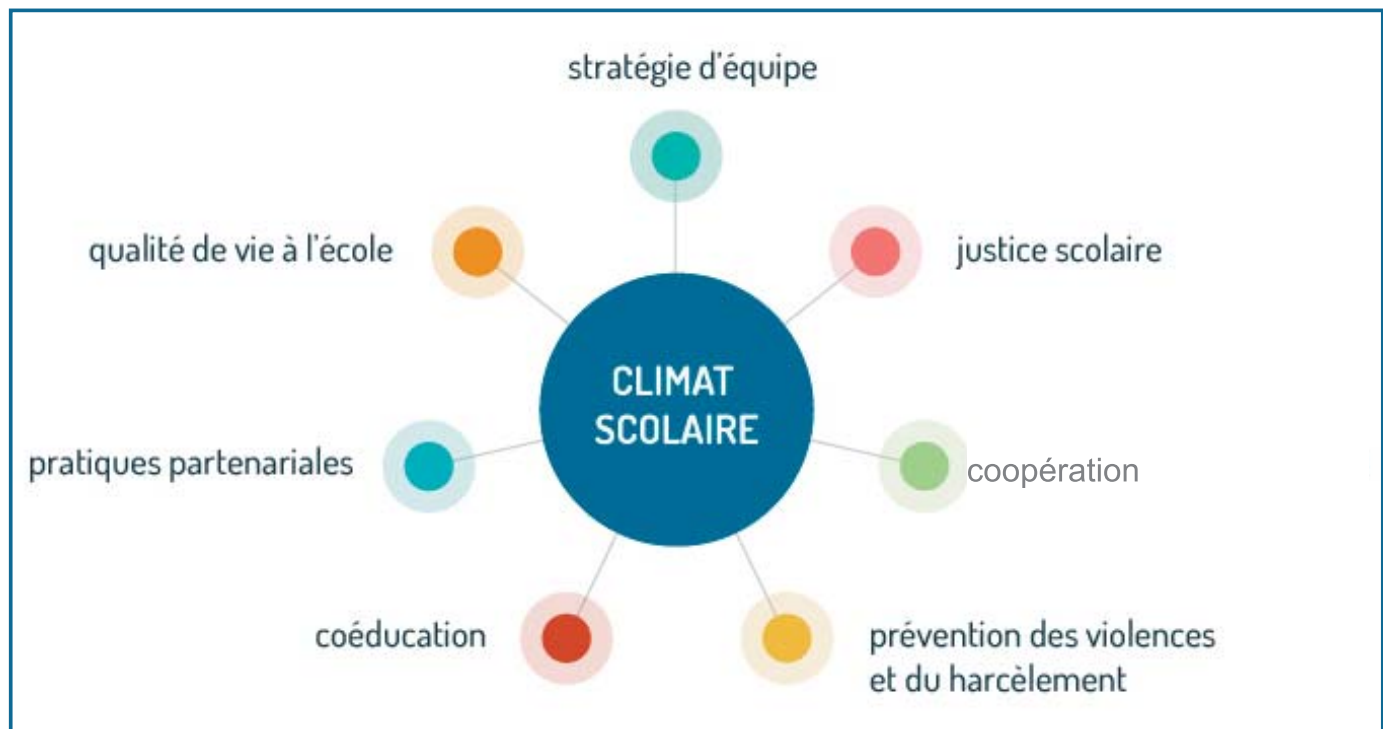 stratégie d'équipe
qualité de vie à l'école
justice scolaire
CLIMAT
SCOLAIRE
pratiques partenariales
coopération
coéducation
prévention des violences
et du harcèlement